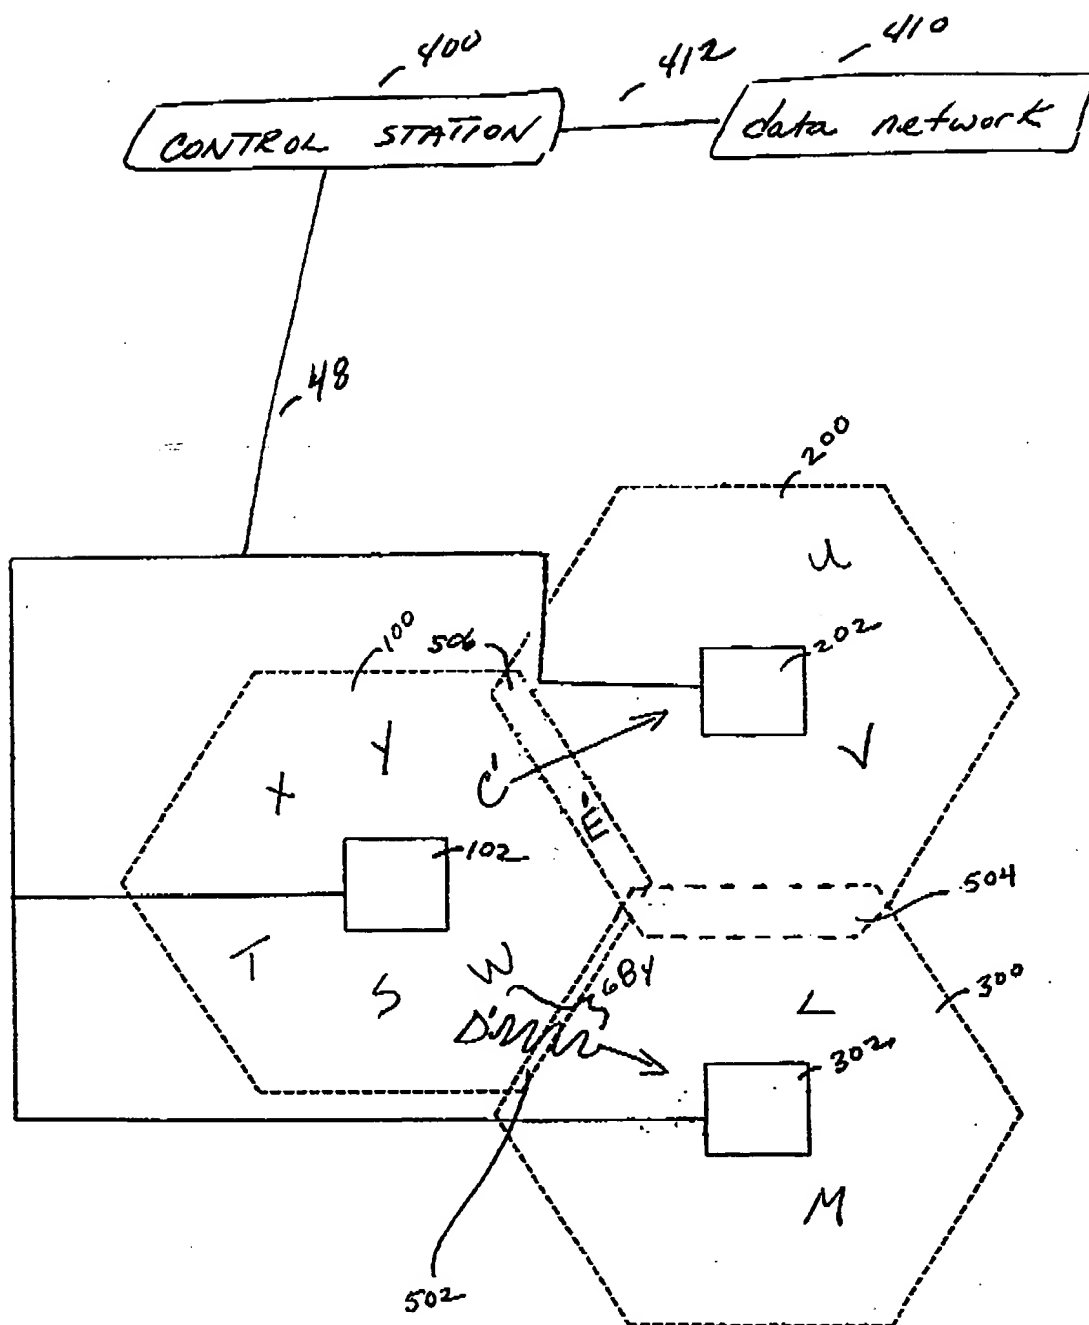 400
412
410
CONTROL STATION
data network
48
200
U
202
100
506
Y
X
C'
V
E'
102
504
T
S
W
684
300
L
D'
302
M
502